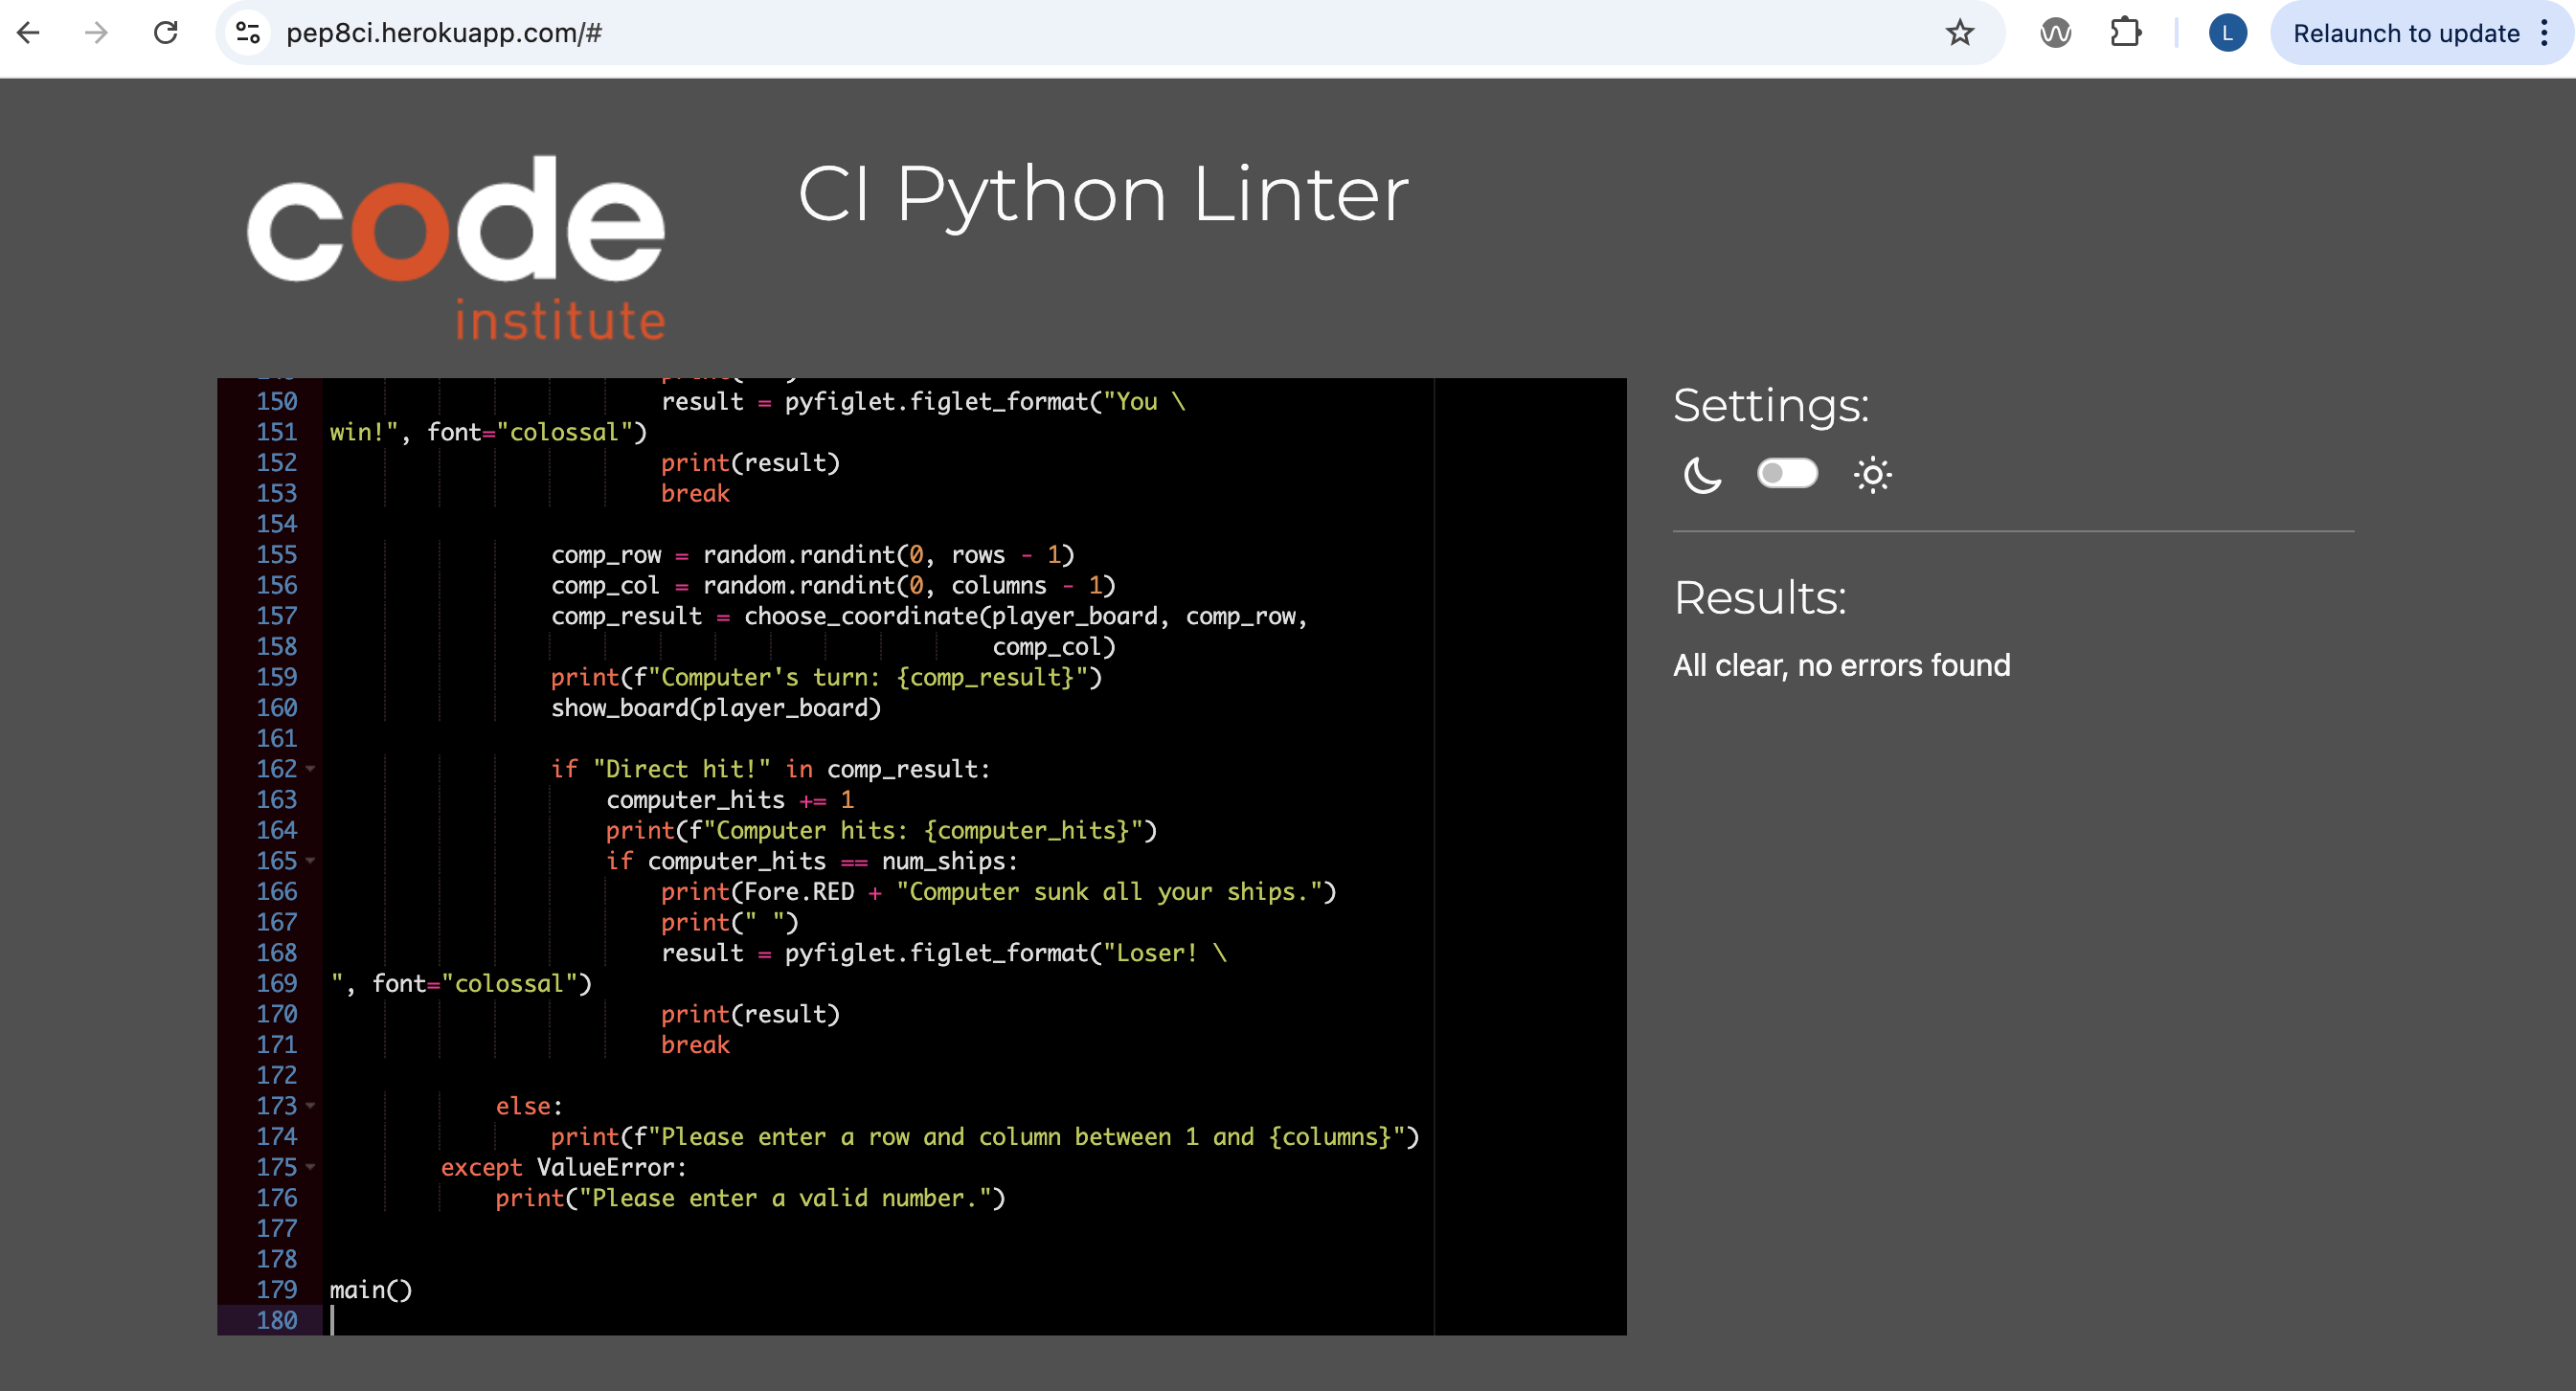 pep8ci.herokuapp.com/#
L
Relaunch to update
code
institute
CI Python Linter
150 result = pyfiglet.figlet_format("You \
151 win!", font="colossal")
152 print(result)
153 break
154
155 comp_row = random.randint(0, rows - 1)
156 comp_col = random.randint(0, columns - 1)
157 comp_result = choose_coordinate(player_board, comp_row,
158 comp_col)
159 print(f"Computer's turn: {comp_result}")
160 show_board(player_board)
161
162 if "Direct hit!" in comp_result:
163 computer_hits += 1
164 print(f"Computer hits: {computer_hits}")
165 if computer_hits == num_ships:
166 print(Fore.RED + "Computer sunk all your ships.")
167 print(" ")
168 result = pyfiglet.figlet_format("Loser! \
169 ", font="colossal")
170 print(result)
171 break
172
173 else:
174 print(f"Please enter a row and column between 1 and {columns}")
175 except ValueError:
176 print("Please enter a valid number.")
177
178
179 main()
180
Settings:
Results:
All clear, no errors found